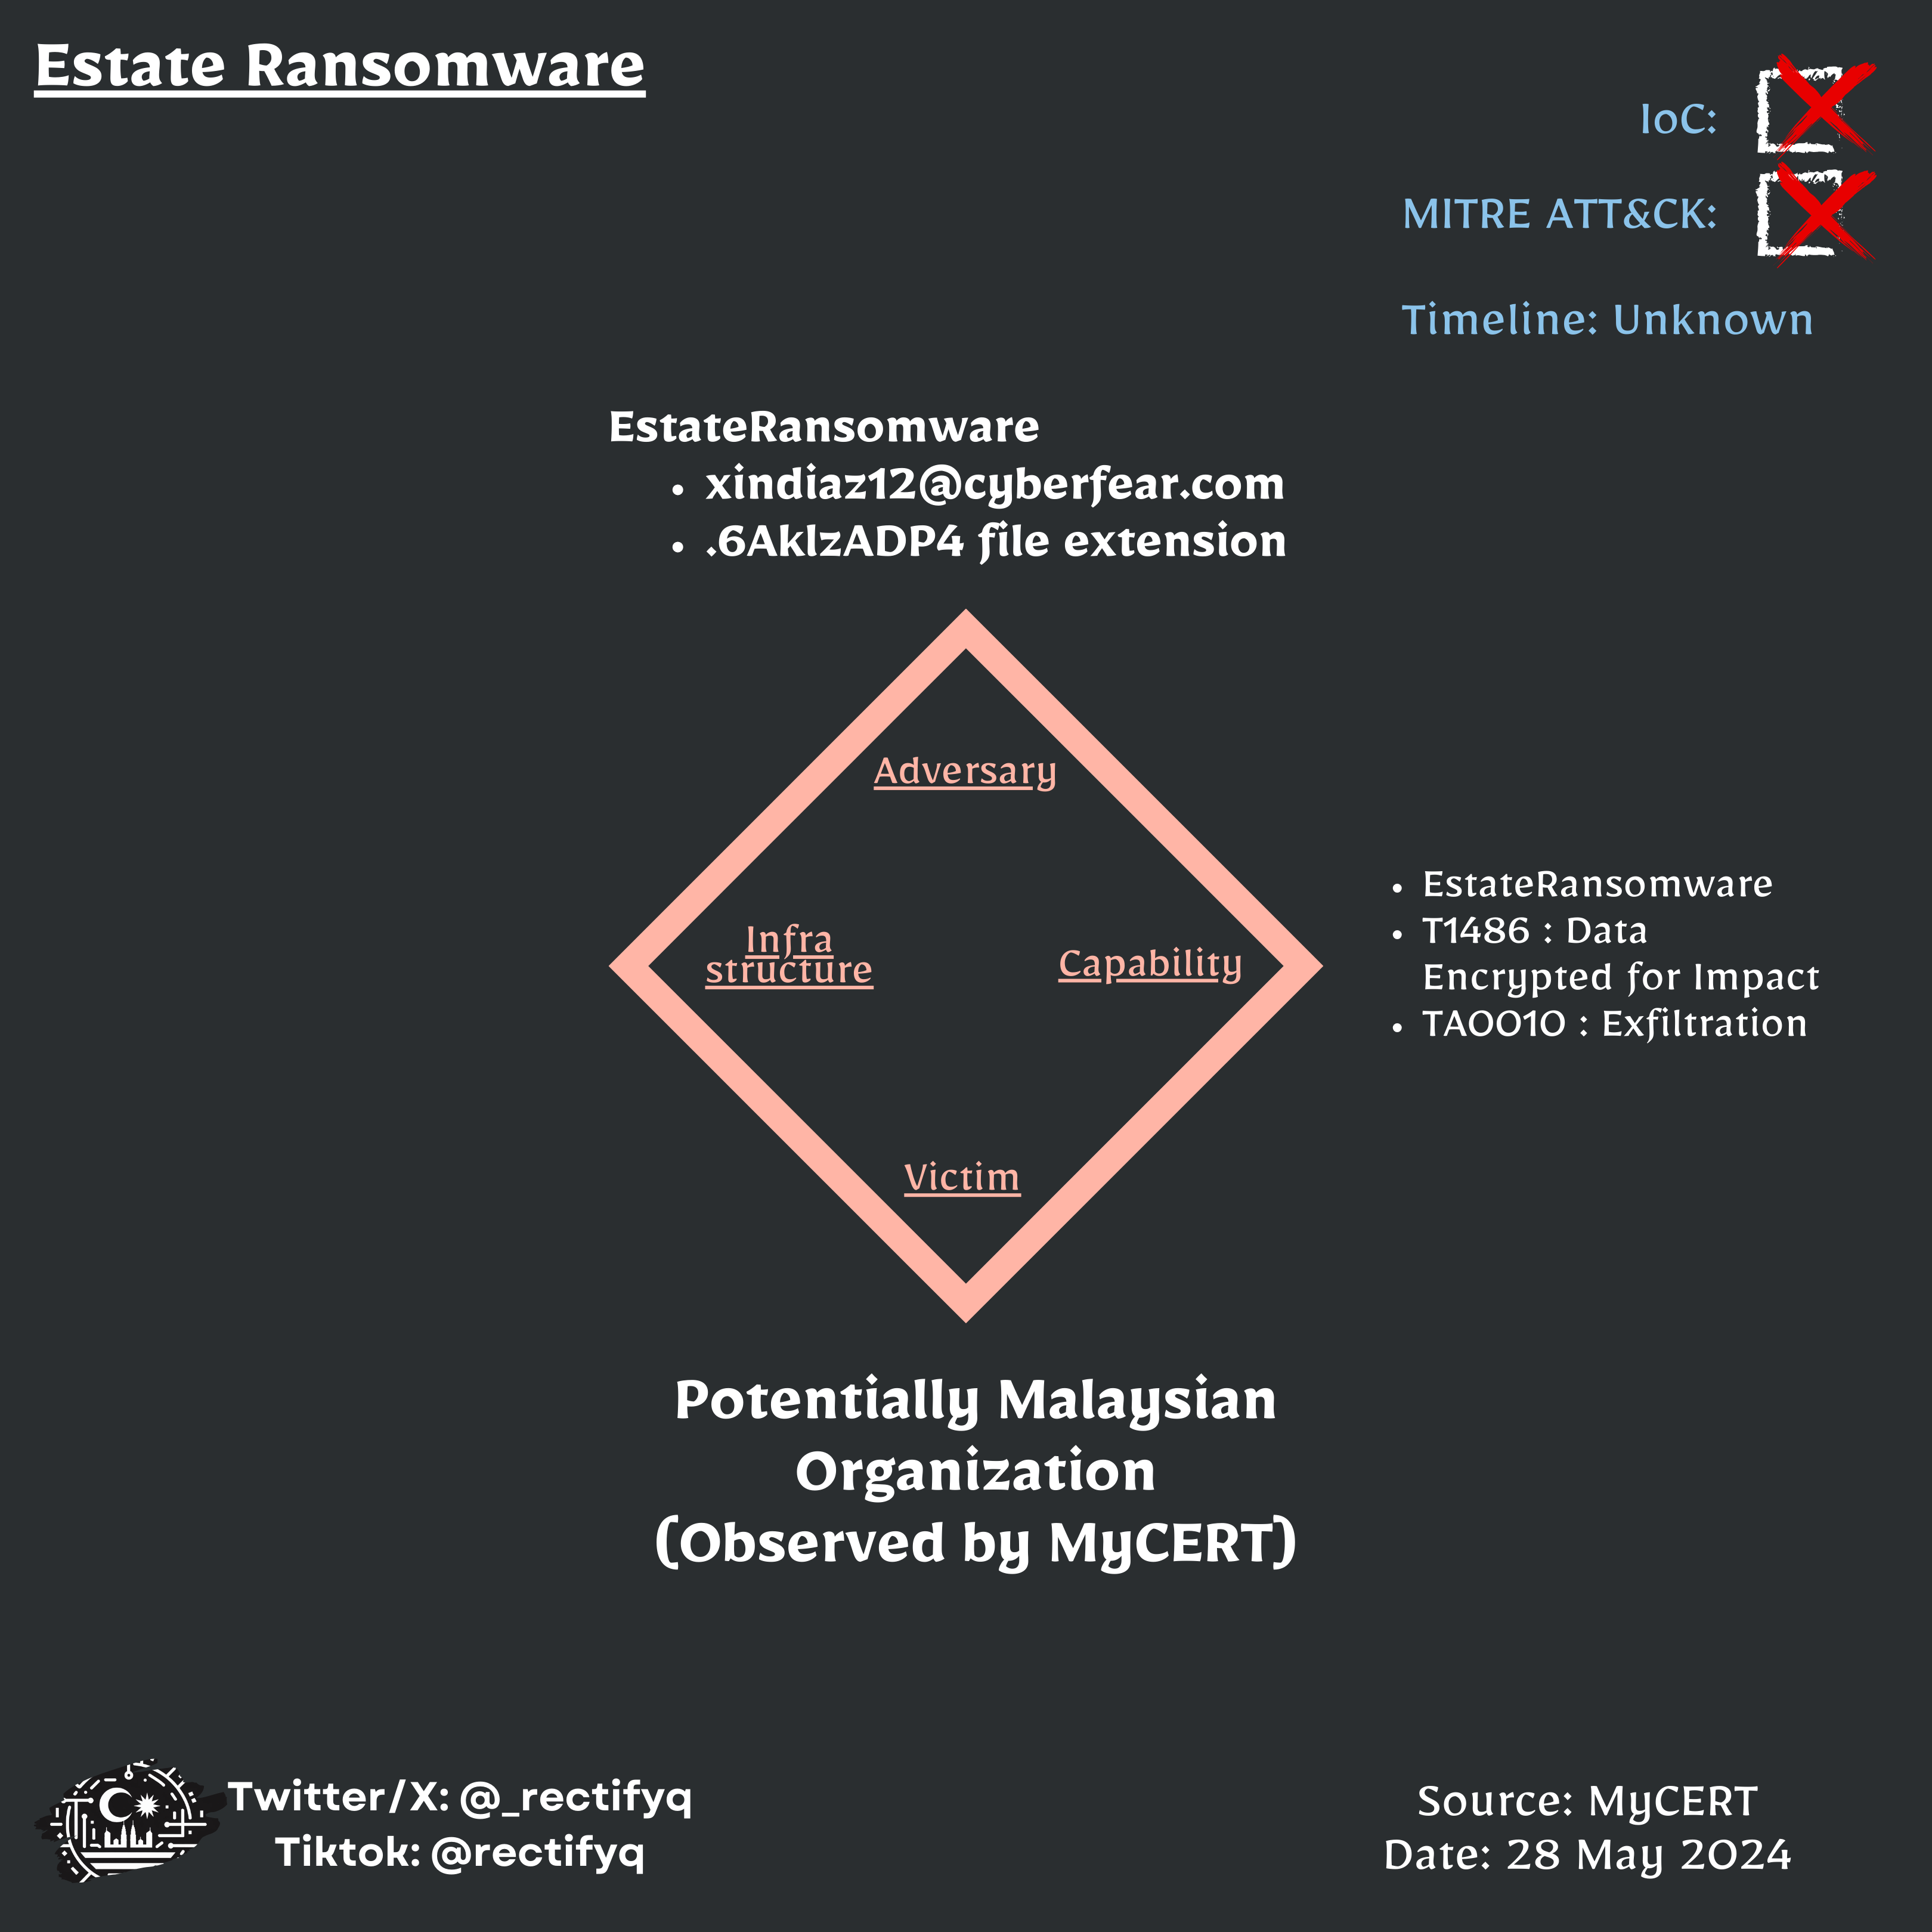 Estate Ransomware
IoC:
MITRE ATT&CK:
Timeline: Unknown
EstateRansomware
• xindiaz12@cyberfear.com
• .6AklzADP4 file extension
Adversary
Infra
structure
Capability
Victim
• EstateRansomware
• T1486 : Data
Encrypted for Impact
• TA0010 : Exfiltration
Potentially Malaysian
Organization
(Observed by MyCERT)
Twitter/X: @_rectifyq
Tiktok: @rectifyq
Source: MyCERT
Date: 28 May 2024